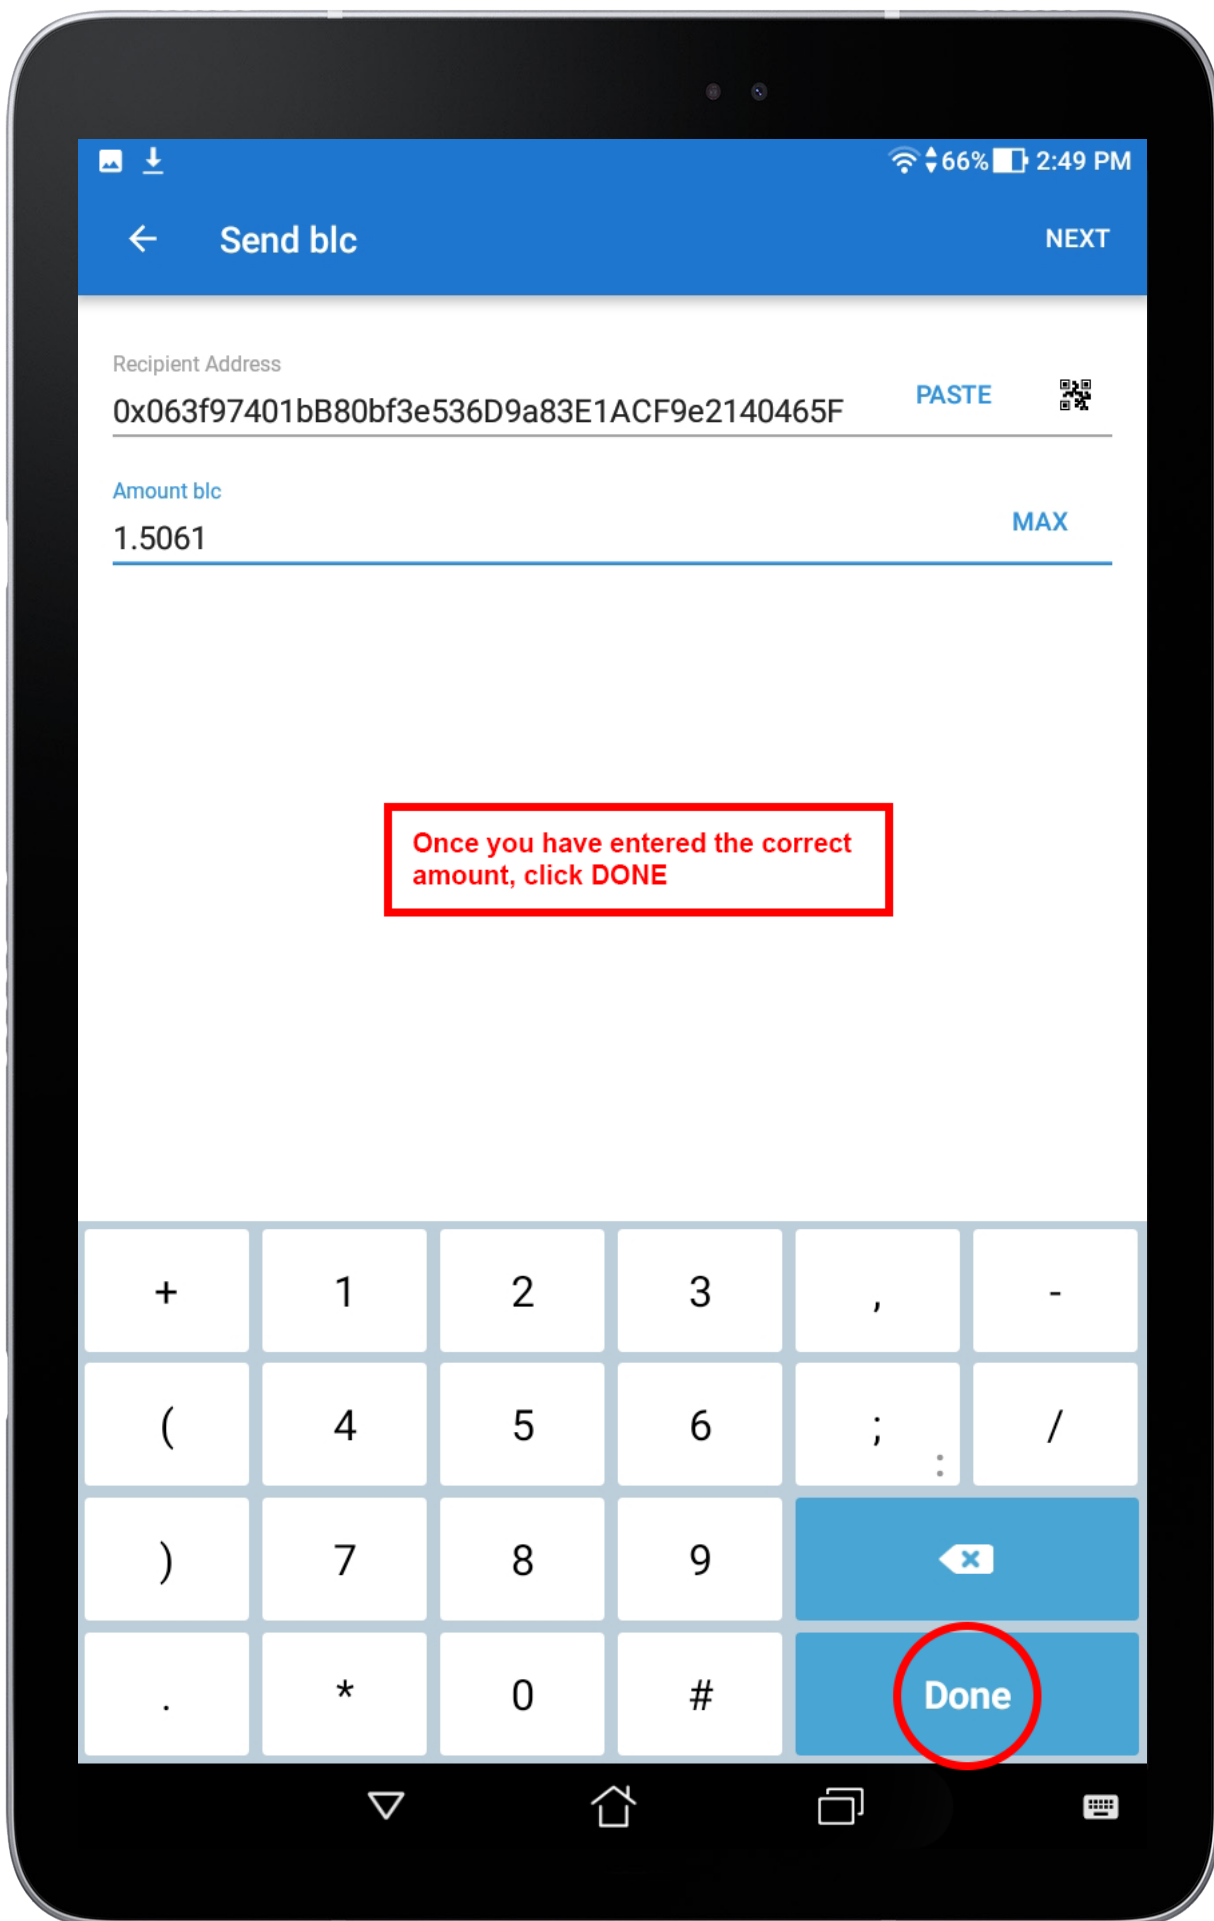 66% 2:49 PM
Send blc NEXT
Recipient Address
0x063f97401bB80bf3e536D9a83E1ACF9e2140465F PASTE
Amount blc
1.5061 MAX
Once you have entered the correct
amount, click DONE
+ 1 2 3 , -
( 4 5 6 ; : /
) 7 8 9
. * 0 # Done